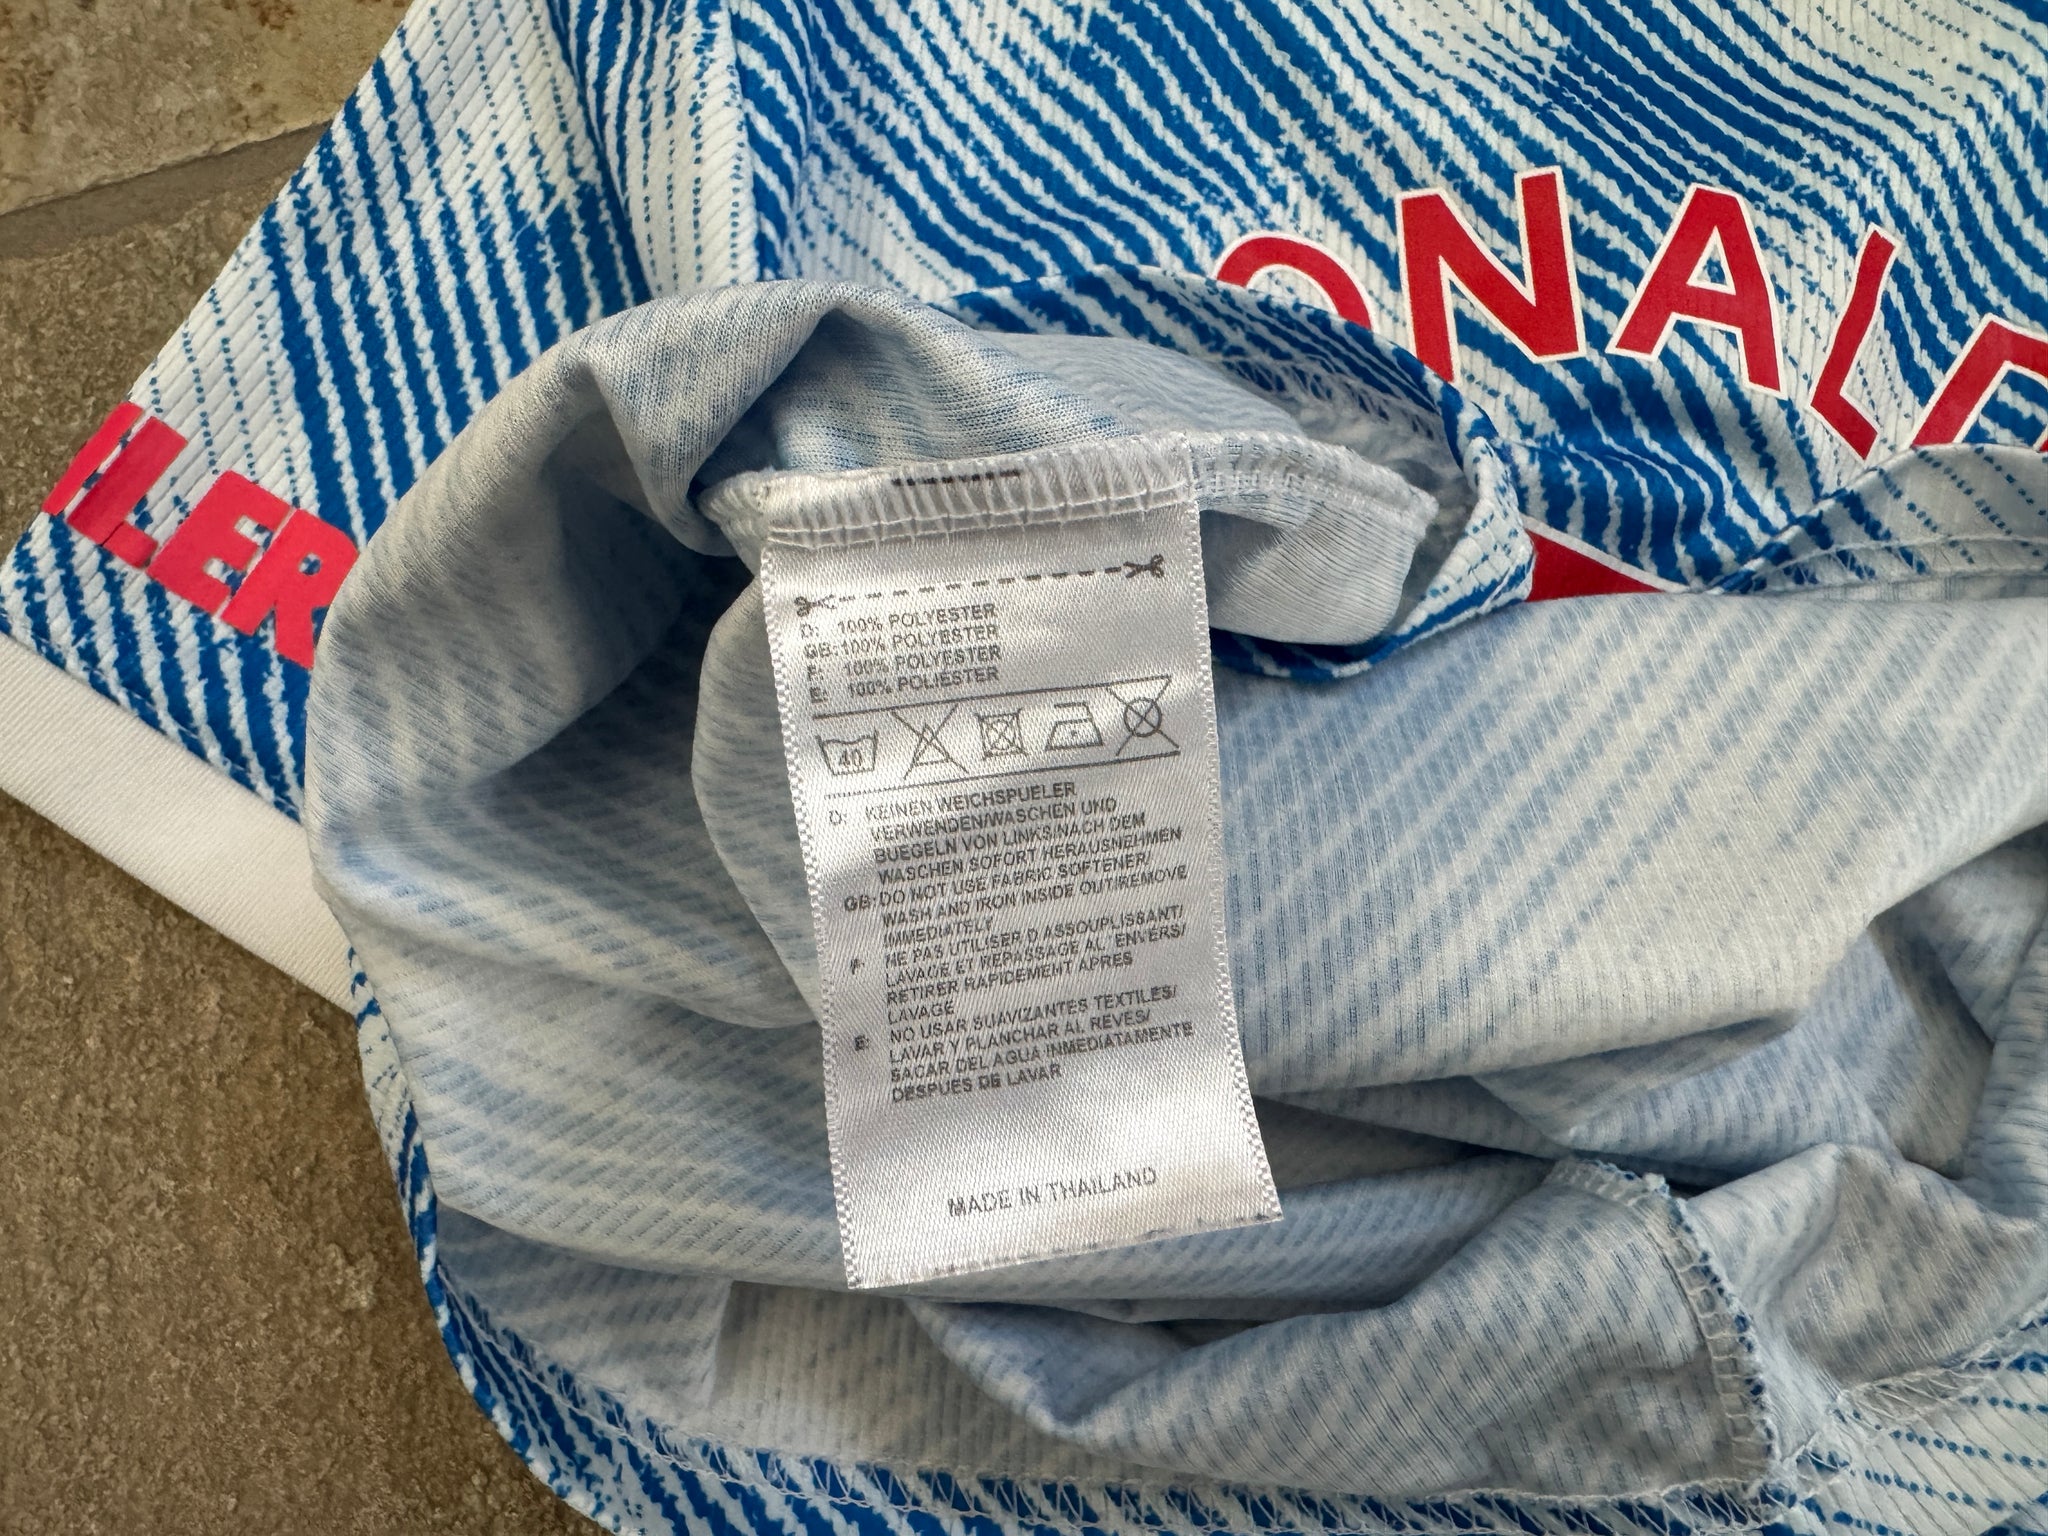 ONALD
ILER
D: 100% POLYESTER
GB: 100% POLYESTER
F: 100% POLYESTER
E: 100% POLIESTER
40
D: KEINEN WEICHSPUELER
VERWENDEN/WASCHEN UND
BUEGELN VON LINKS/NACH DEM
WASCHEN SOFORT HERAUSNEHMEN
GB: DO NOT USE FABRIC SOFTENER/
WASH AND IRON INSIDE OUT/REMOVE
IMMEDIATELY
F: NE PAS UTILISER D ASSOUPLISSANT/
LAVAGE ET REPASSAGE AL ENVERS/
RETIRER RAPIDEMENT APRES
LAVAGE
E: NO USAR SUAVIZANTES TEXTILES/
LAVAR Y PLANCHAR AL REVES/
SACAR DEL AGUA INMEDIATAMENTE
DESPUES DE LAVAR
MADE IN THAILAND